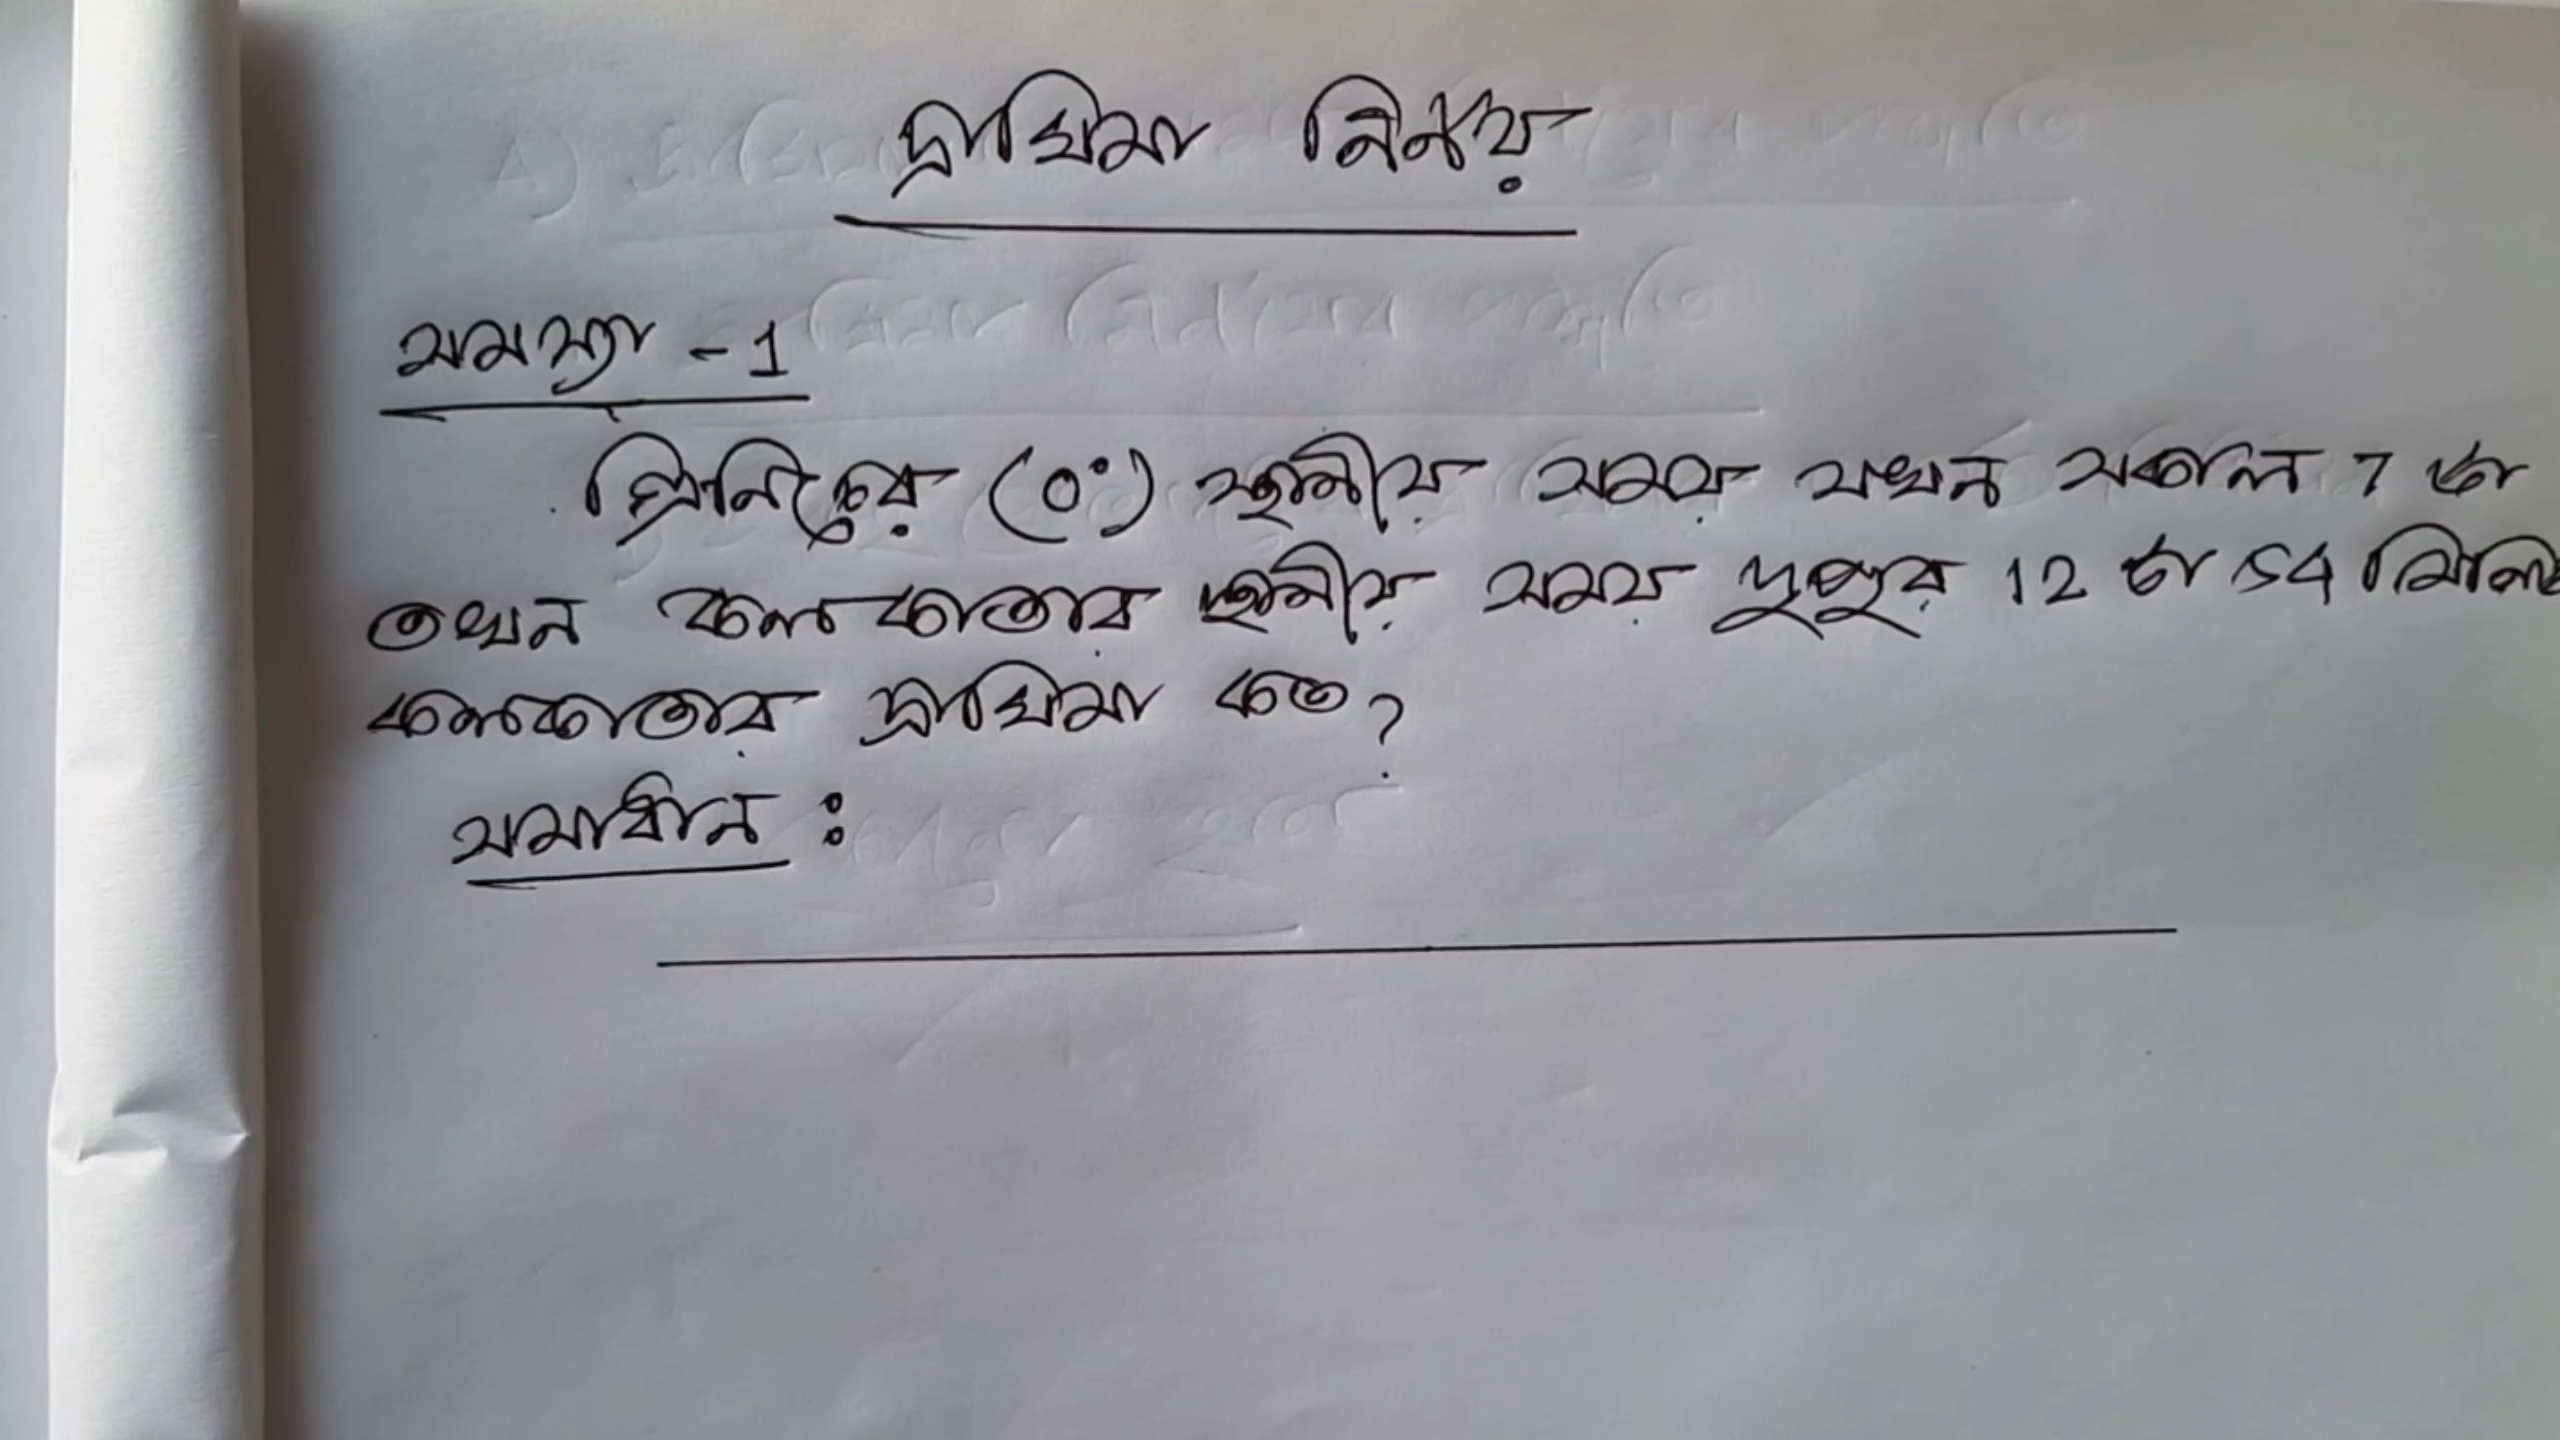 দ্রাঘিমা নির্ণয়
সমস্যা - 1
গ্রিনিচের (0°) স্থানীয় সময় যখন সকাল 7 টা
তখন কলকাতার স্থানীয় সময় দুপুর 12 টা 54 মিনিট
কলকাতার দ্রাঘিমা কত?
সমাধান :